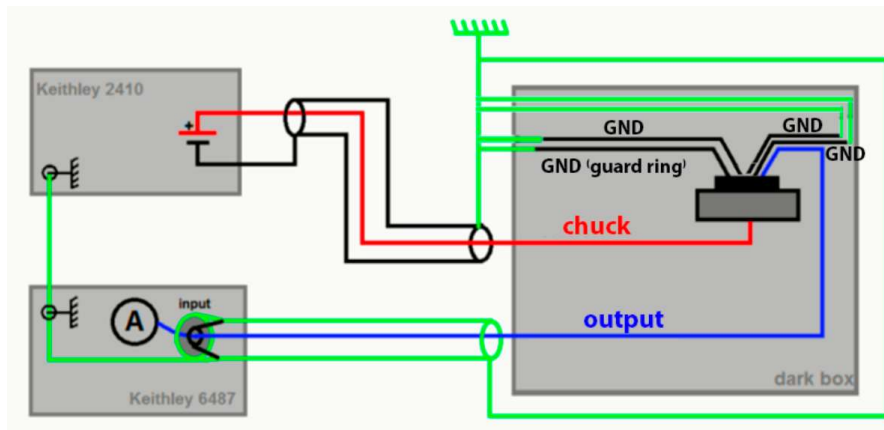 Keithley 2410
+
GND
GND
GND (guard ring)
GND
chuck
input
A
output
Keithley 6487
dark box